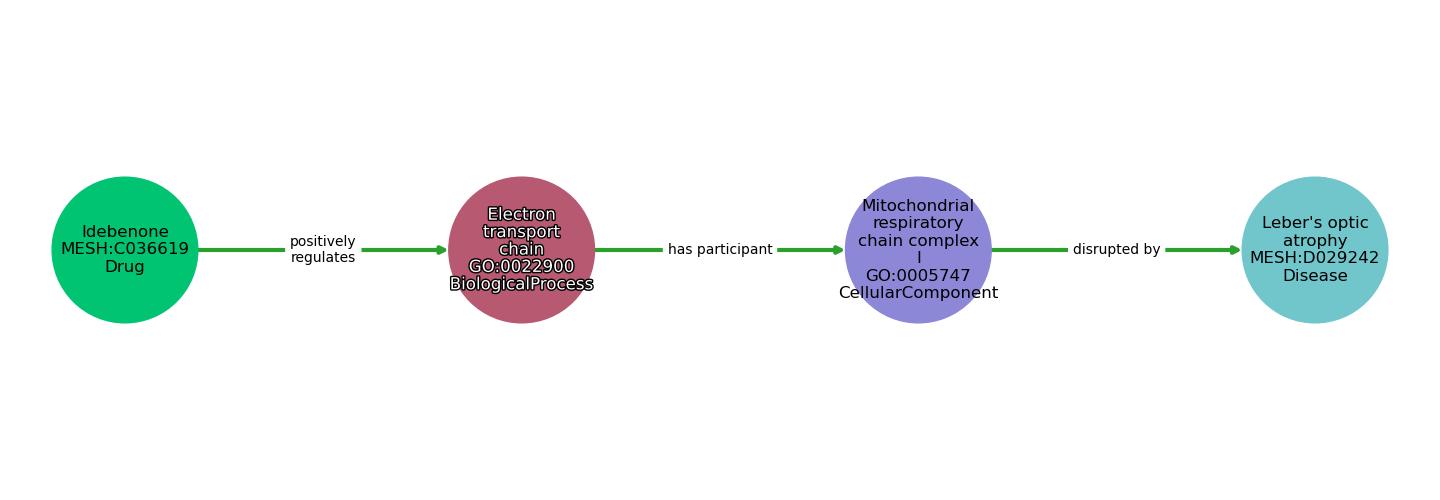 Idebenone
MESH:C036619
Drug
positively
regulates
Electron
transport
chain
GO:0022900
BiologicalProcess
has participant
Mitochondrial
respiratory
chain complex
I
GO:0005747
CellularComponent
disrupted by
Leber's optic
atrophy
MESH:D029242
Disease